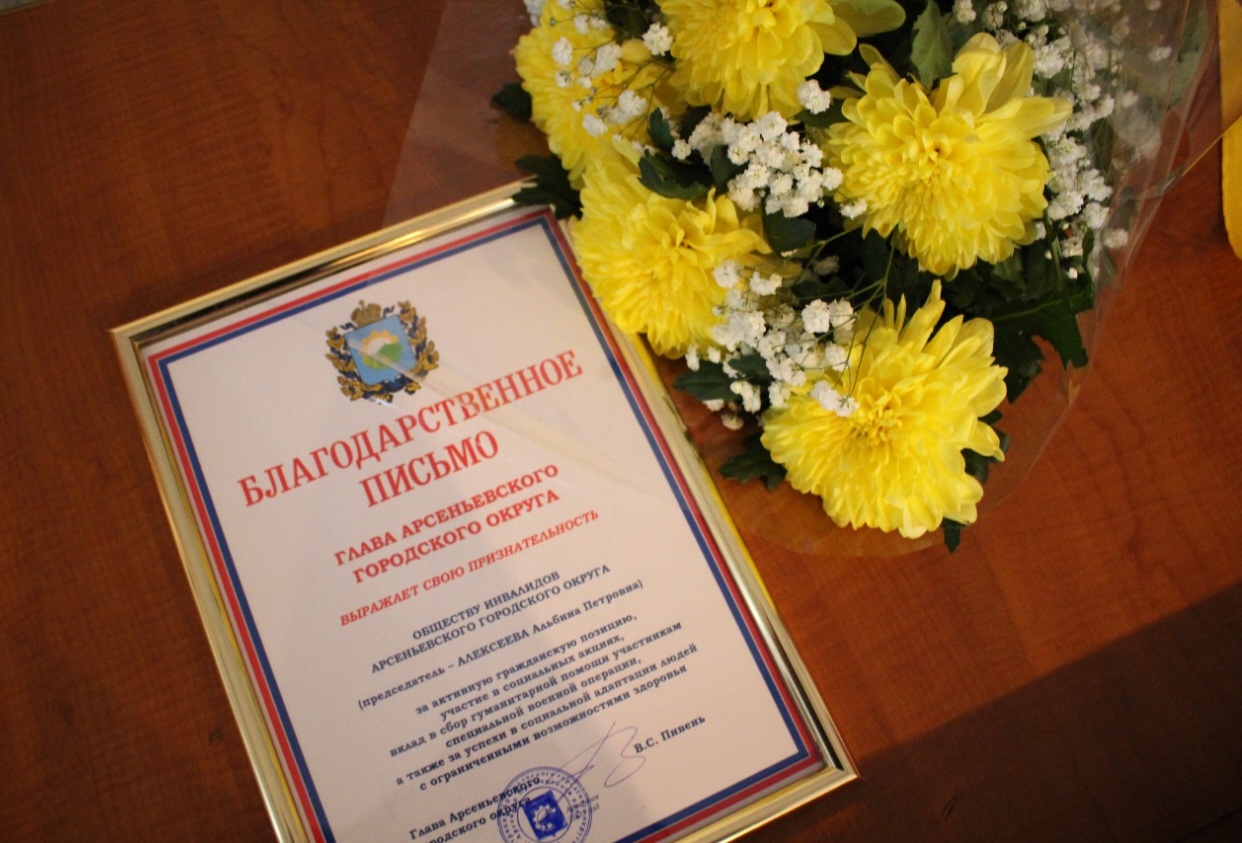 БЛАГОДАРСТВЕННОЕ
ПИСЬМО
ГЛАВА АРСЕНЬЕВСКОГО
ГОРОДСКОГО ОКРУГА
ВЫРАЖАЕТ СВОЮ ПРИЗНАТЕЛЬНОСТЬ
ОБЩЕСТВУ ИНВАЛИДОВ
АРСЕНЬЕВСКОГО ГОРОДСКОГО ОКРУГА
(председатель – АЛЕКСЕЕВА Альбина Петровна)
за активную гражданскую позицию,
участие в социальных акциях,
вклад в сбор гуманитарной помощи участникам
специальной военной операции,
а также за успехи в социальной адаптации людей
с ограниченными возможностями здоровья
Глава Арсеньевского
городского округа
В.С. Пивень